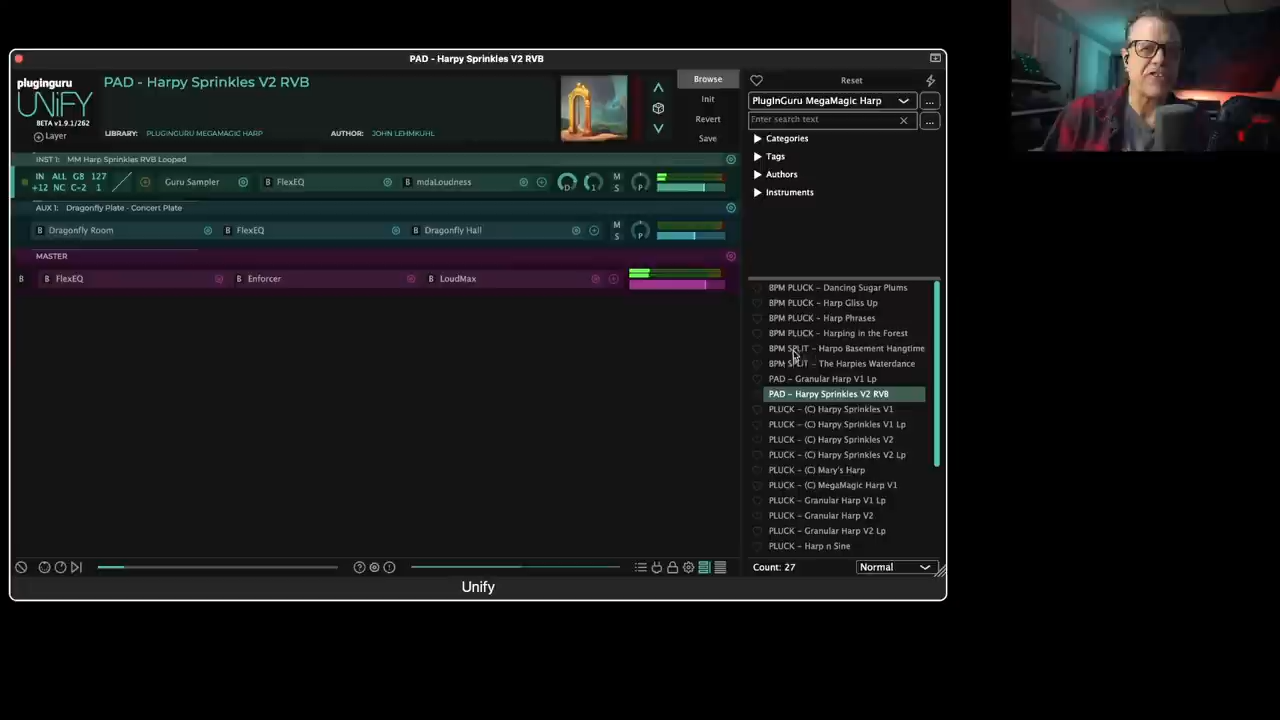 PAD - Harpy Sprinkles V2 RVB
pluginguru
UNiFY
BETA v1.9.1/262
Layer
PAD - Harpy Sprinkles V2 RVB
LIBRARY: PLUGINGURU MEGAMAGIC HARP
AUTHOR: JOHN LEHMKUHL
Browse
Init
Revert
Save
INST 1: MM Harp Sprinkles RVB Looped
IN ALL G8 127
+12 NC C-2 1
Guru Sampler
FlexEQ
mdaLoudness
D
1
M
S
P
AUX 1: Dragonfly Plate - Concert Plate
B Dragonfly Room
B FlexEQ
B Dragonfly Hall
M
S
P
MASTER
B
B FlexEQ
B Enforcer
B LoudMax
Reset
PlugInGuru MegaMagic Harp
...
Enter search text
...
Categories
Tags
Authors
Instruments
BPM PLUCK - Dancing Sugar Plums
BPM PLUCK - Harp Gliss Up
BPM PLUCK - Harp Phrases
BPM PLUCK - Harping in the Forest
BPM SPLIT - Harpo Basement Hangtime
BPM SPLIT - The Harpies Waterdance
PAD - Granular Harp V1 Lp
PAD - Harpy Sprinkles V2 RVB
PLUCK - (C) Harpy Sprinkles V1
PLUCK - (C) Harpy Sprinkles V1 Lp
PLUCK - (C) Harpy Sprinkles V2
PLUCK - (C) Harpy Sprinkles V2 Lp
PLUCK - (C) Mary's Harp
PLUCK - (C) MegaMagic Harp V1
PLUCK - Granular Harp V1 Lp
PLUCK - Granular Harp V2
PLUCK - Granular Harp V2 Lp
PLUCK - Harp n Sine
Count: 27
Normal
Unify